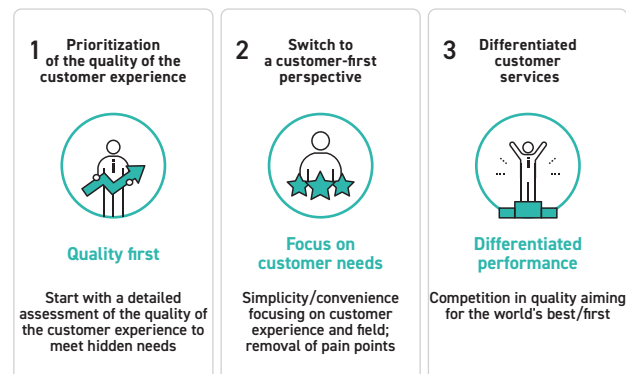 1
Prioritization
of the quality of the
customer experience
Quality first
Start with a detailed
assessment of the quality of
the customer experience to
meet hidden needs
2
Switch to
a customer-first
perspective
Focus on
customer needs
Simplicity/convenience
focusing on customer
experience and field;
removal of pain points
3
Differentiated
customer
services
Differentiated
performance
Competition in quality aiming
for the world's best/first